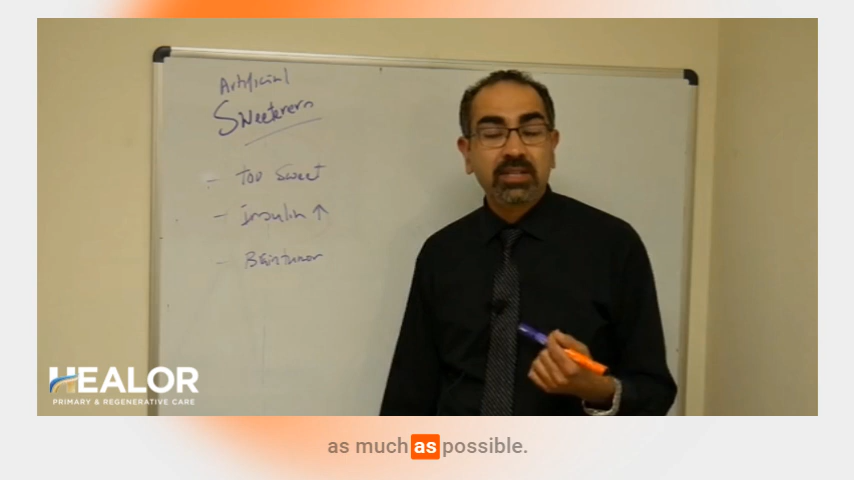 Artificial
Sweeteners
- Too Sweet
- Insulin ↑
- Brain tumor
HEALOR
PRIMARY & REGENERATIVE CARE
as much as possible.